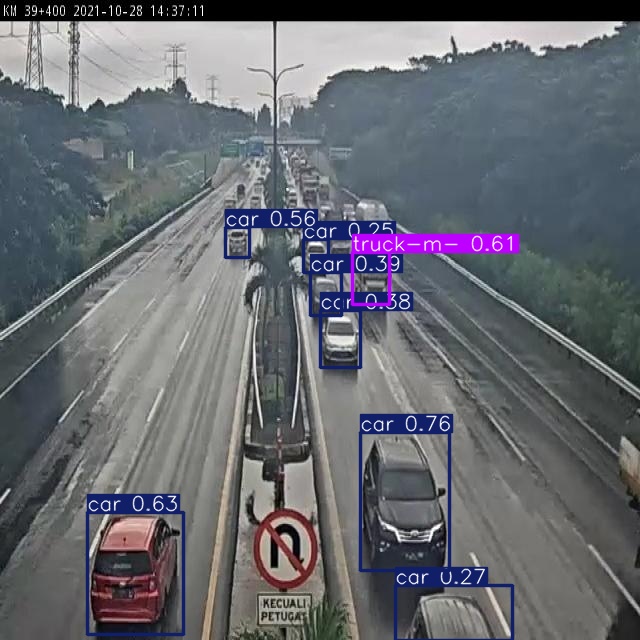 KM 39+400 2021-10-28 14:37:11
car 0.56
car 0.25
truck-m- 0.61
car 0.39
car 0.38
car 0.76
car 0.63
car 0.27
KECUALI
PETUGAS